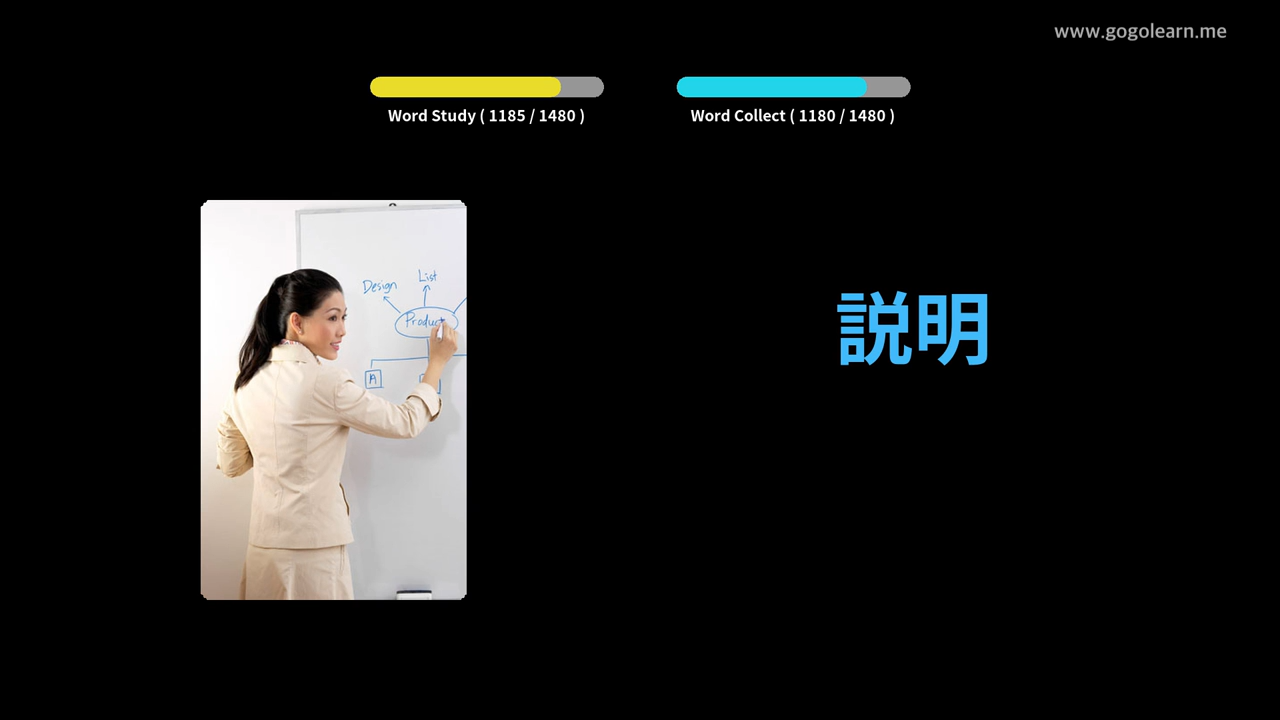 www.gogolearn.me
Word Study ( 1185 / 1480 )
Word Collect ( 1180 / 1480 )
Design
List
Product
A
説明